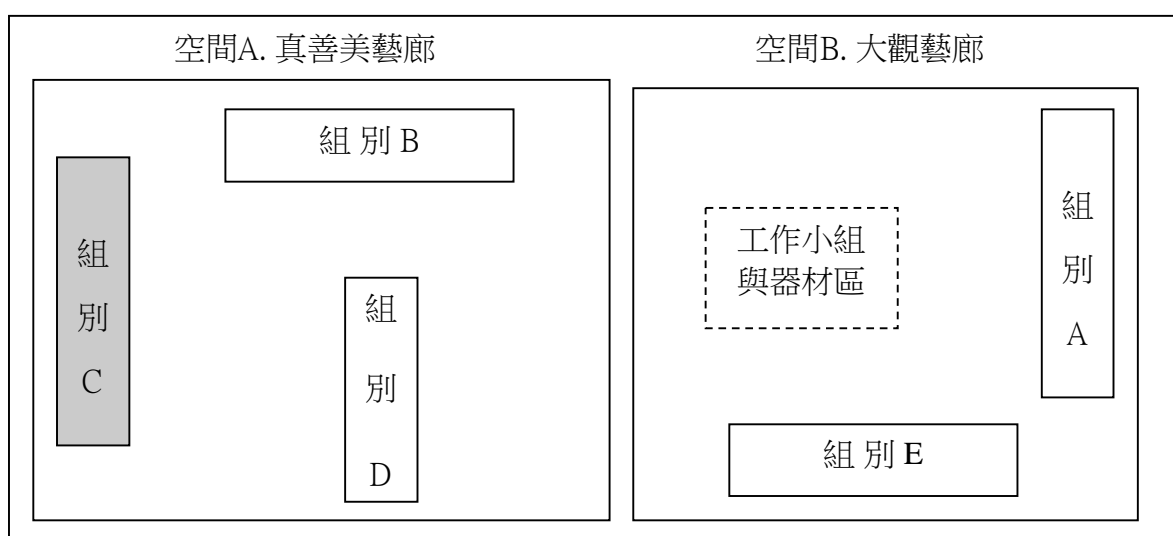 空間A. 真善美藝廊
組 別 B
組
別
C
組
別
D
空間B. 大觀藝廊
工作小組
與器材區
組
別
A
組 別 E